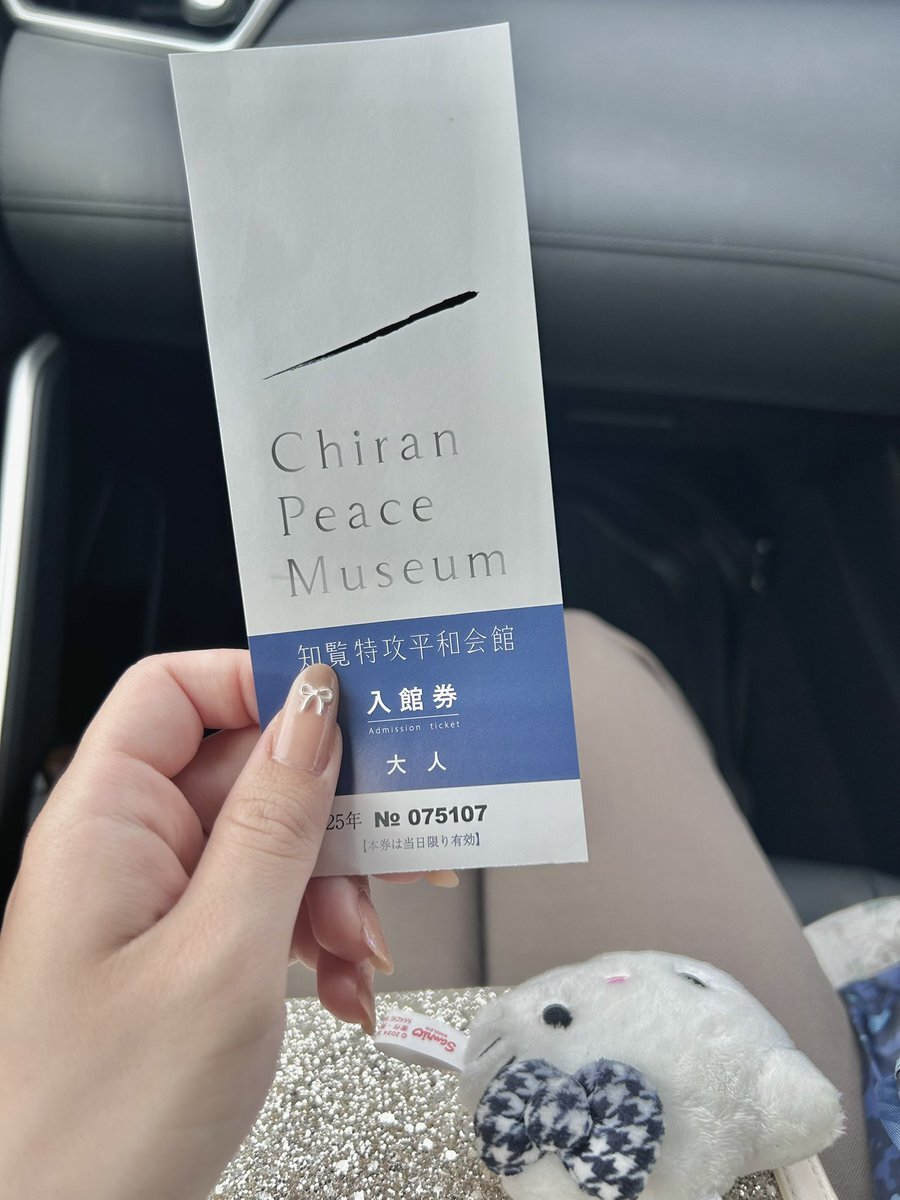 Chiran
Peace
Museum
知覧特攻平和会館
入館券
Admission ticket
大人
25年 № 075107
【本券は当日限り有効】
Sanrio